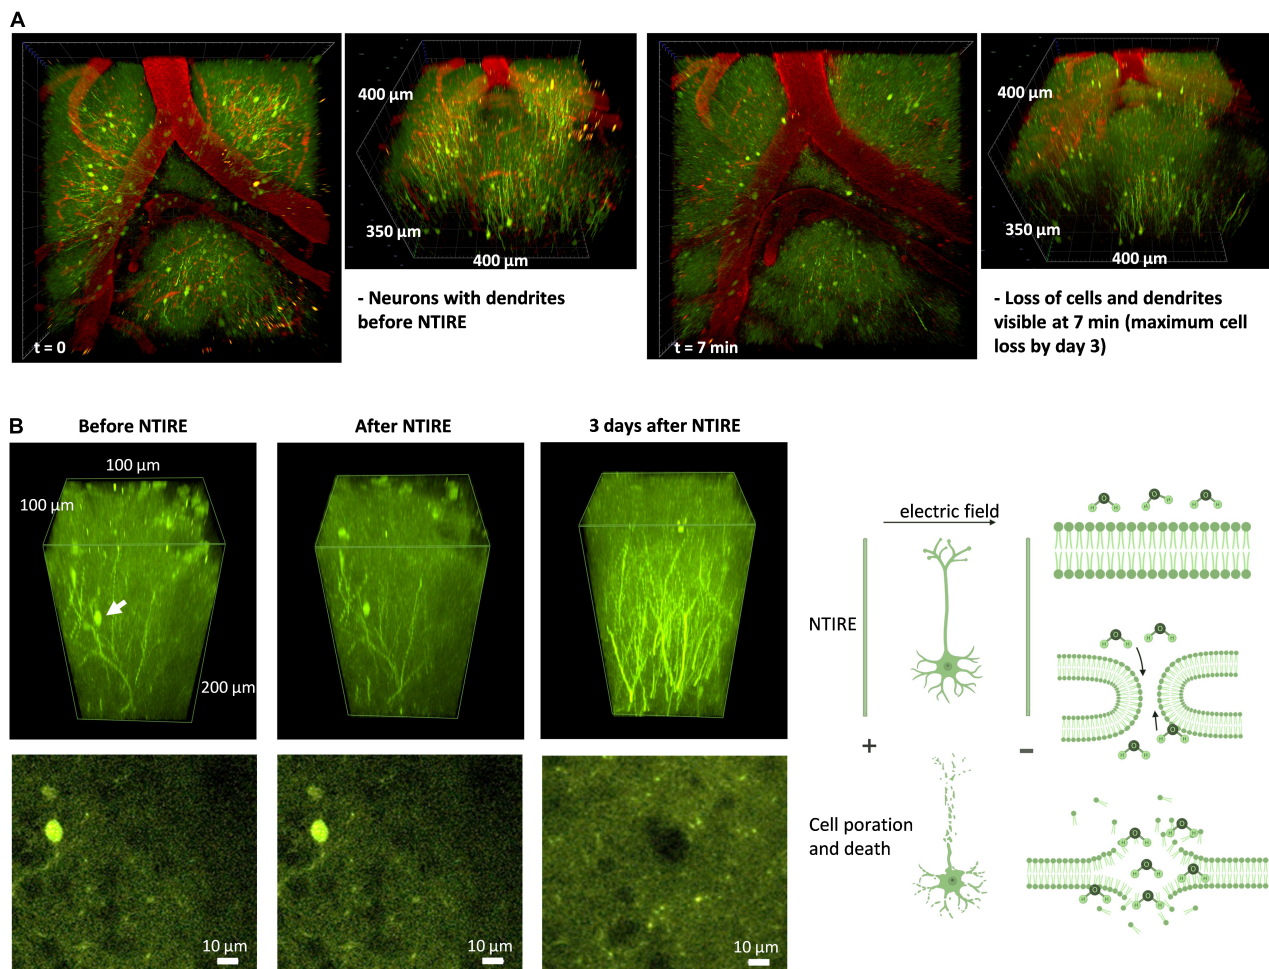 A
400 µm
350 µm
400 µm
t = 0
- Neurons with dendrites
before NTIRE
400 µm
350 µm
400 µm
t = 7 min
- Loss of cells and dendrites
visible at 7 min (maximum cell
loss by day 3)
B
Before NTIRE
After NTIRE
3 days after NTIRE
100 µm
100 µm
200 µm
10 µm
10 µm
10 µm
electric field
NTIRE
+
–
Cell poration
and death
O
H
H
O
H
H
O
H
H
O
H
H
O
H
H
O
H
H
O
H
H
O
H
H
O
H
H
O
H
H
O
H
H
O
H
H
O
H
H